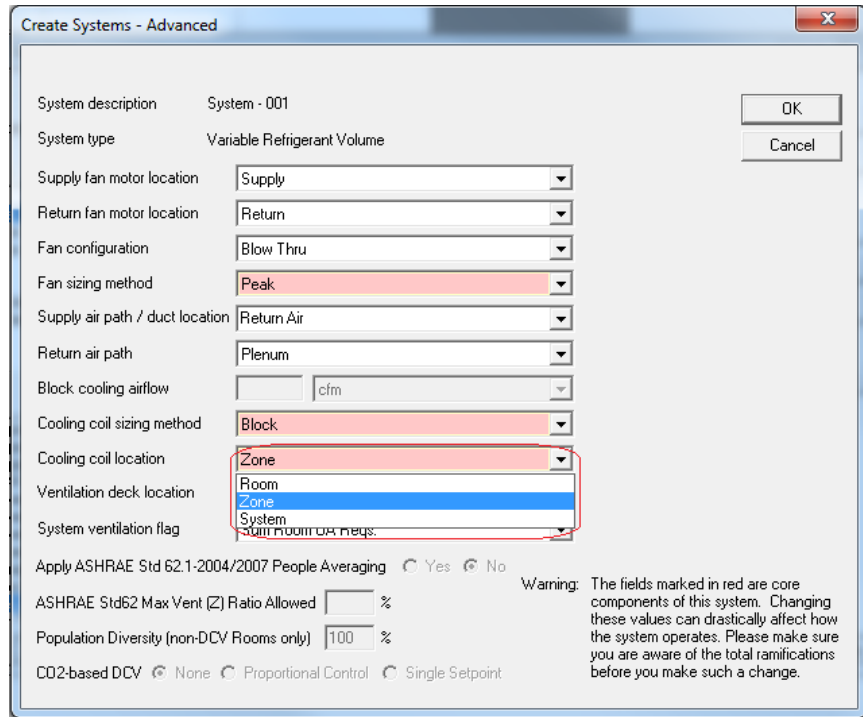 Create Systems - Advanced
System description System - 001
OK
System type Variable Refrigerant Volume
Cancel
Supply fan motor location Supply
Return fan motor location Return
Fan configuration Blow Thru
Fan sizing method Peak
Supply air path / duct location Return Air
Return air path Plenum
Block cooling airflow cfm
Cooling coil sizing method Block
Cooling coil location Zone
Room
Ventilation deck location
Zone
System
System ventilation flag Sum Room OA Reqs.
Apply ASHRAE Std 62.1-2004/2007 People Averaging Yes No
ASHRAE Std62 Max Vent (Z) Ratio Allowed %
Population Diversity (non-DCV Rooms only) 100 %
CO2-based DCV None Proportional Control Single Setpoint
Warning: The fields marked in red are core
components of this system. Changing
these values can drastically affect how
the system operates. Please make sure
you are aware of the total ramifications
before you make such a change.